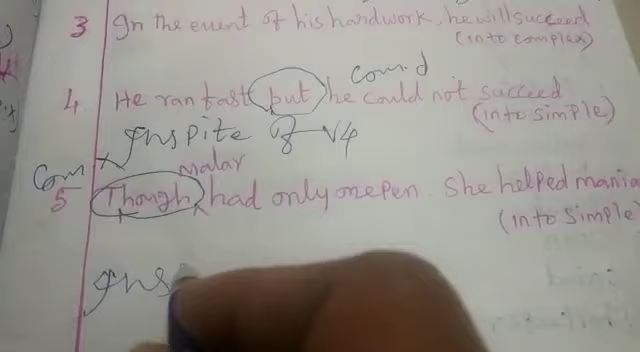 3 In the event of his hardwork, he will succeed
(into complex)
com.d
4. He ran fast but he could not succeed
(into simple)
Inspite of V4
Com x malar
5 Though had only one pen. She helped mania
(into Simple
Ins